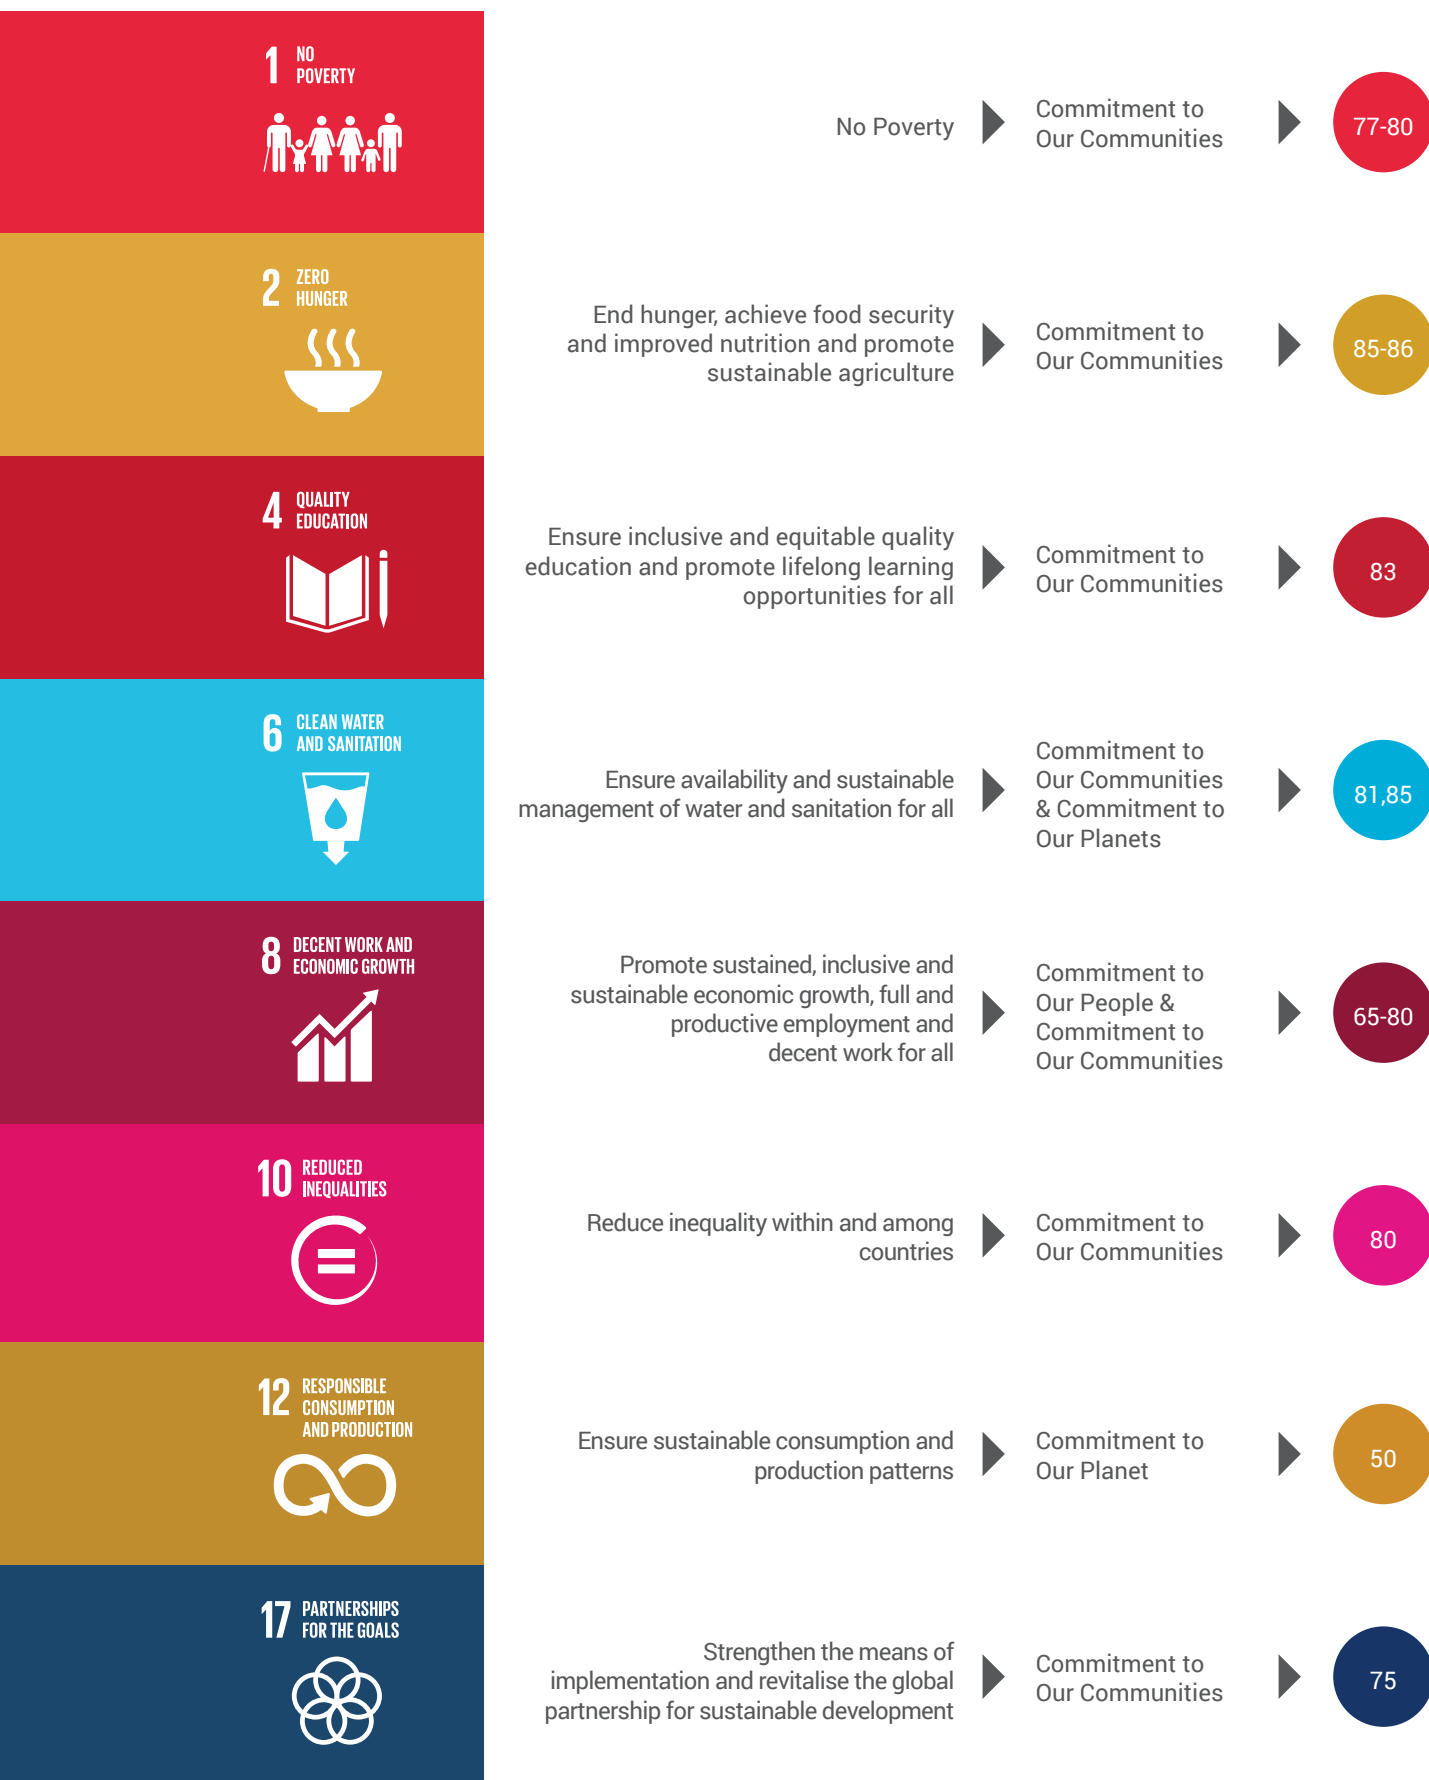 1 NO
POVERTY
No Poverty
Commitment to
Our Communities
77-80
2 ZERO
HUNGER
End hunger, achieve food security
and improved nutrition and promote
sustainable agriculture
Commitment to
Our Communities
85-86
4 QUALITY
EDUCATION
Ensure inclusive and equitable quality
education and promote lifelong learning
opportunities for all
Commitment to
Our Communities
83
6 CLEAN WATER
AND SANITATION
Ensure availability and sustainable
management of water and sanitation for all
Commitment to
Our Communities
& Commitment to
Our Planets
81,85
8 DECENT WORK AND
ECONOMIC GROWTH
Promote sustained, inclusive and
sustainable economic growth, full and
productive employment and
decent work for all
Commitment to
Our People &
Commitment to
Our Communities
65-80
10 REDUCED
INEQUALITIES
Reduce inequality within and among
countries
Commitment to
Our Communities
80
12 RESPONSIBLE
CONSUMPTION
AND PRODUCTION
Ensure sustainable consumption and
production patterns
Commitment to
Our Planet
50
17 PARTNERSHIPS
FOR THE GOALS
Strengthen the means of
implementation and revitalise the global
partnership for sustainable development
Commitment to
Our Communities
75